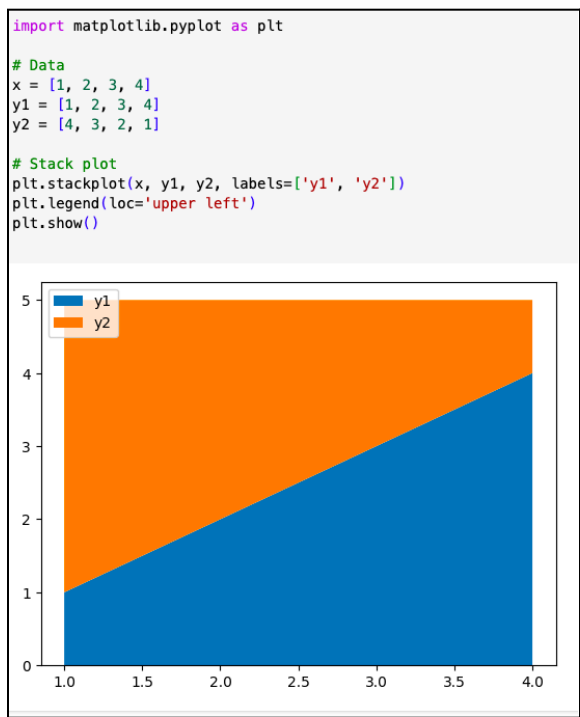 import matplotlib.pyplot as plt
# Data
x = [1, 2, 3, 4]
y1 = [1, 2, 3, 4]
y2 = [4, 3, 2, 1]
# Stack plot
plt.stackplot(x, y1, y2, labels=['y1', 'y2'])
plt.legend(loc='upper left')
plt.show()
y1
y2
5
4
3
2
1
0
1.0 1.5 2.0 2.5 3.0 3.5 4.0